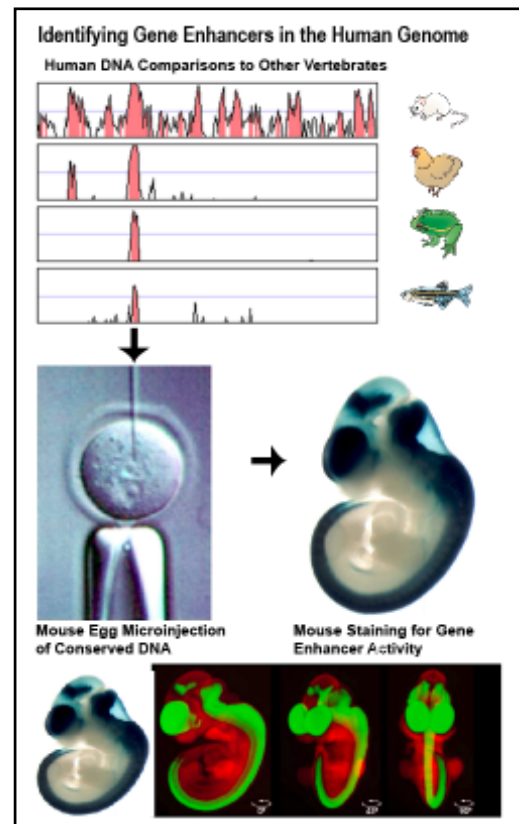 Identifying Gene Enhancers in the Human Genome
Human DNA Comparisons to Other Vertebrates
Mouse Egg Microinjection
of Conserved DNA
Mouse Staining for Gene
Enhancer Activity